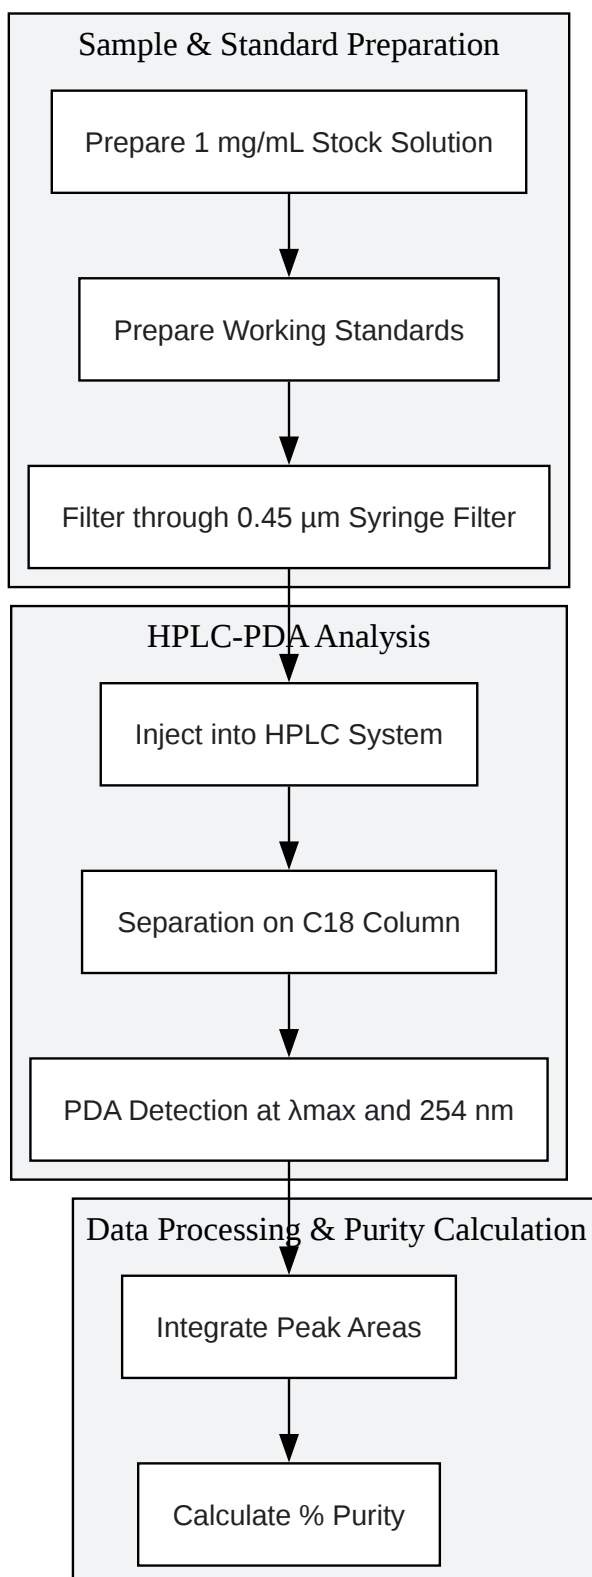 Sample & Standard Preparation
Prepare 1 mg/mL Stock Solution
Prepare Working Standards
Filter through 0.45 µm Syringe Filter
HPLC-PDA Analysis
Inject into HPLC System
Separation on C18 Column
PDA Detection at λmax and 254 nm
Data Processing & Purity Calculation
Integrate Peak Areas
Calculate % Purity